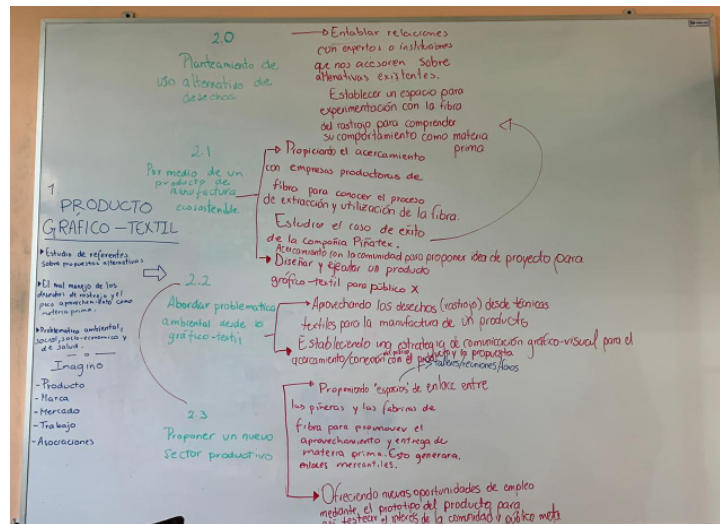 2.0
Planteamiento de
uso alternativo de
desechos.
Entablar relaciones
con expertos o instituciones
que nos accesoren sobre
alternativas existentes.
Establecer un espacio para
experimentación con la fibra
del rastrojo para comprender
su comportamiento como materia
prima
2.1
Por medio de un
producto de
manufactura
ecosostenible.
Propiciando el acercamiento
con empresas productoras de
fibra para conocer el proceso
de extracción y utilización de la fibra.
Estudiar el caso de éxito
de la compañia Piñatex.
Acercamiento con la comunidad para proponer idea de proyecto para
Diseñar y ejecutar un producto
gráfico-textil para público X
1.
PRODUCTO
GRÁFICO-TEXTIL
Estudio de referentes
sobre propuestas alternativas
El mal manejo de los
desechos de rastrojo y el
poco aprovechamiento como
materia prima.
Problematica ambiental,
social, socio-económica y
de salud.
Imagino
-Producto
-Marca
-Mercado
-Trabajo
-Asociaciones
2.2
Abordar problematica
ambiental desde lo
gráfico-textil
Aprovechando los desechos (rastrojo) desde técnicas
textiles para la manufactura de un producto
Estableciendo una estrategia de comunicación gráfico-visual para el
acercamiento/conexión con el producto y la propuesta
talleres/reuniones/
2.3
Proponer un nuevo
Sector productivo
Propiciando "espacios" de enlace entre
las piñeras y las fabricas de
fibra para promover el
aprovechamiento y entrega de
materia prima. Esto generara,
enlaces mercantiles.
Ofreciendo nuevas oportunidades de empleo
mediante, el prototipo del producto para
testear el interés de la comunidad y público meta